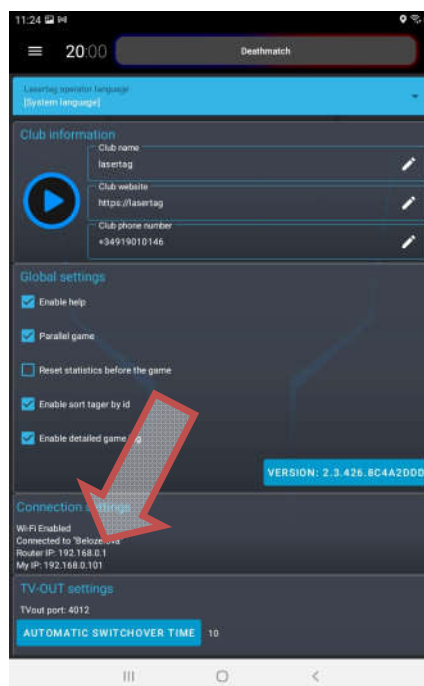 11:24
20:00
Deathmatch
Lasertag operator language
[System language]
Club information
Club name
lasertag
Club website
https://lasertag
Club phone number
+34919010146
Global settings
Enable help
Parallel game
Reset statistics before the game
Enable sort tager by id
Enable detailed game
VERSION: 2.3.426.8C4A2DDD
Connection
Wi-Fi Enabled
Connected to
Router IP: 192.168.0.1
My IP: 192.168.0.101
TV-OUT settings
TVout port: 4012
AUTOMATIC SWITCHOVER TIME 10